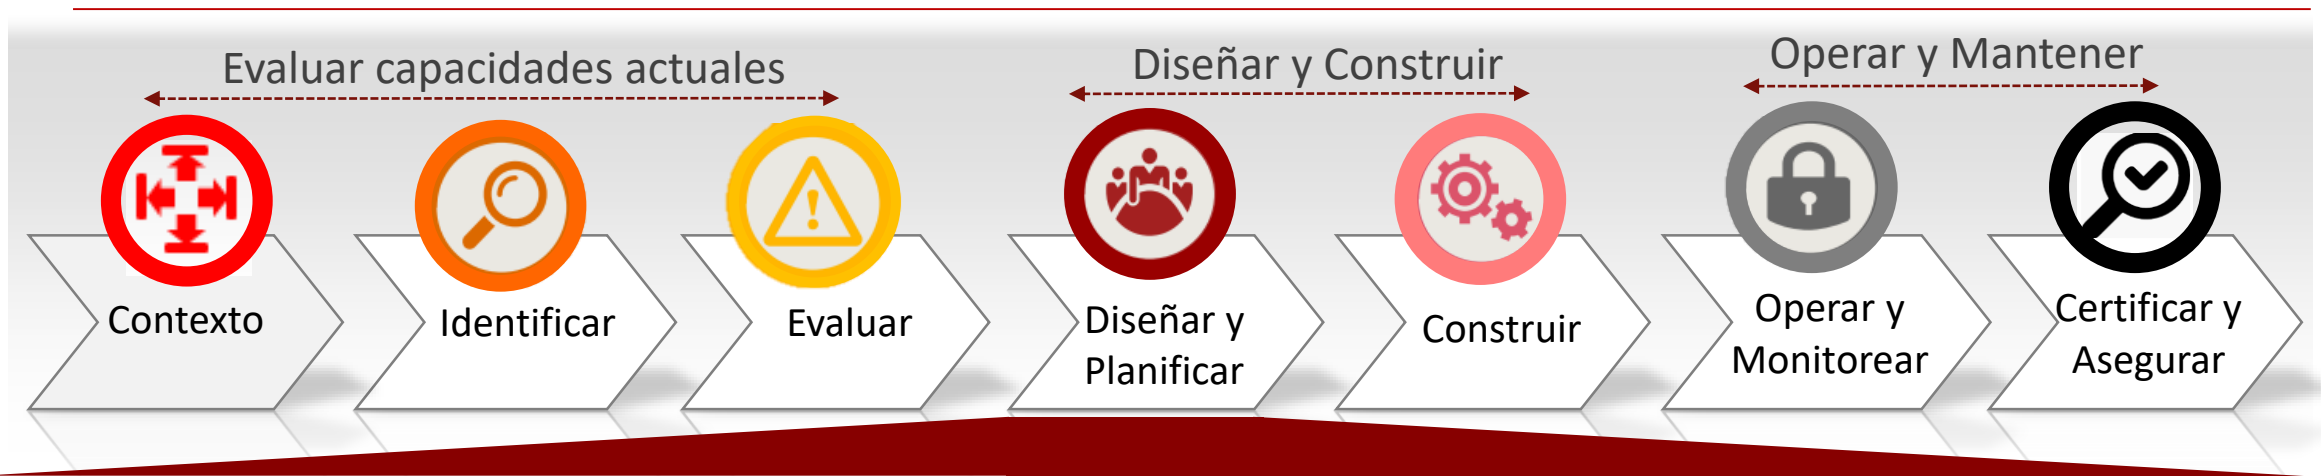 Evaluar capacidades actuales
Diseñar y Construir
Operar y Mantener
Contexto
Identificar
Evaluar
Diseñar y
Planificar
Construir
Operar y
Monitorear
Certificar y
Asegurar